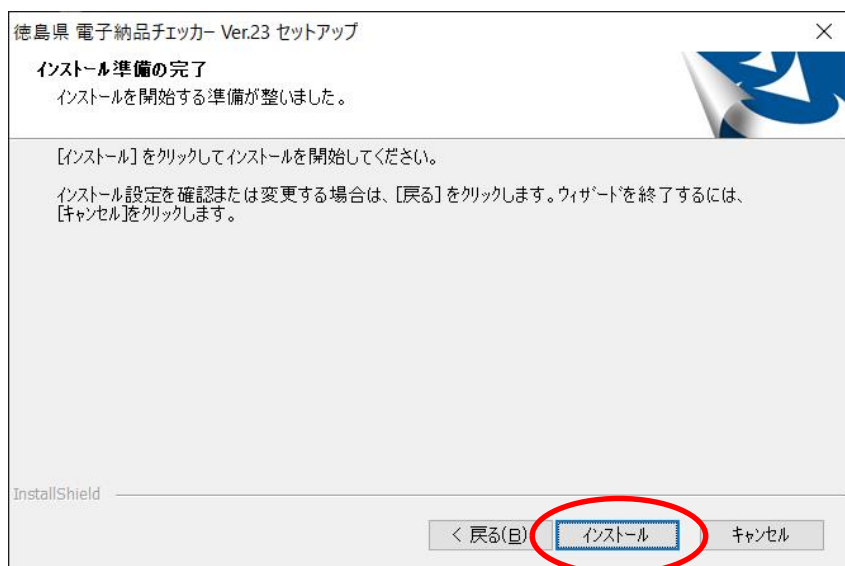 徳島県 電子納品チェッカー Ver.23 セットアップ
インストール準備の完了
インストールを開始する準備が整いました。
[インストール] をクリックしてインストールを開始してください。
インストール設定を確認または変更する場合は、[戻る] をクリックします。ウィザードを終了するには、
[キャンセル]をクリックします。
InstallShield
< 戻る(B)
インストール
キャンセル